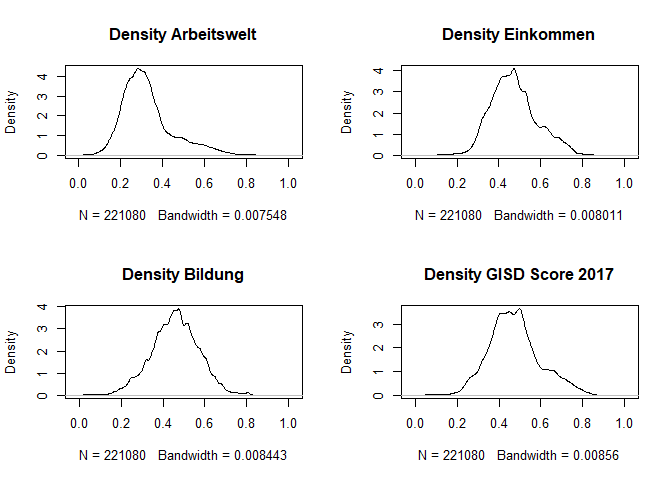 Density Arbeitswelt
Density
4
3
2
1
0
0.0 0.2 0.4 0.6 0.8 1.0
N = 221080 Bandwidth = 0.007548
Density Einkommen
Density
4
3
2
1
0
0.0 0.2 0.4 0.6 0.8 1.0
N = 221080 Bandwidth = 0.008011
Density Bildung
Density
4
3
2
1
0
0.0 0.2 0.4 0.6 0.8 1.0
N = 221080 Bandwidth = 0.008443
Density GISD Score 2017
Density
3
2
1
0
0.0 0.2 0.4 0.6 0.8 1.0
N = 221080 Bandwidth = 0.00856